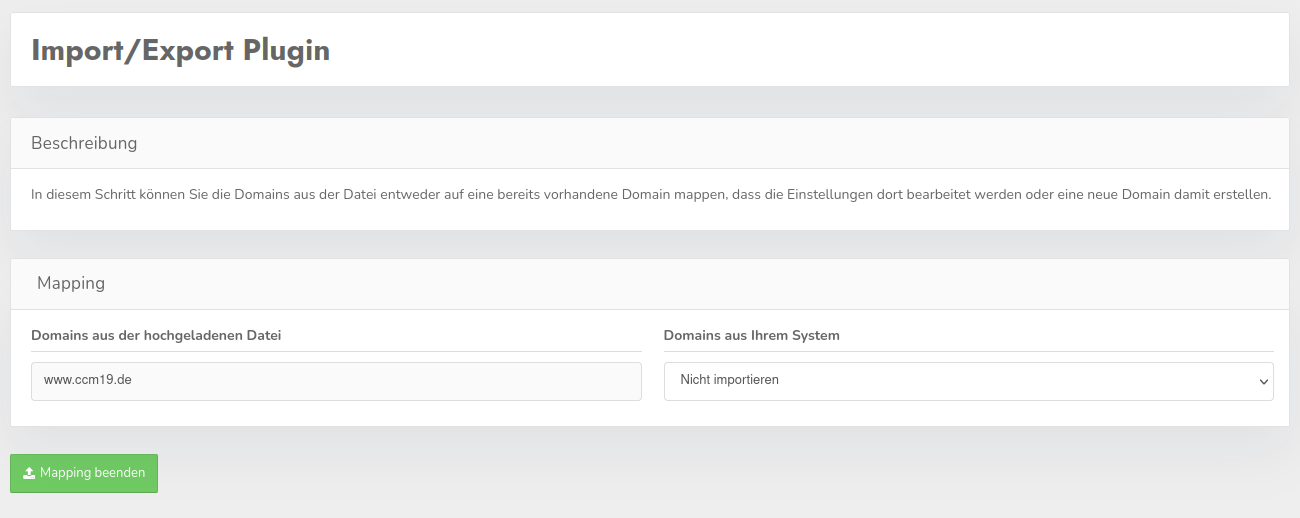 Import/Export Plugin
Beschreibung
In diesem Schritt können Sie die Domains aus der Datei entweder auf eine bereits vorhandene Domain mappen, dass die Einstellungen dort bearbeitet werden oder eine neue Domain damit erstellen.
Mapping
Domains aus der hochgeladenen Datei
Domains aus Ihrem System
www.ccm19.de
Nicht importieren
Mapping beenden